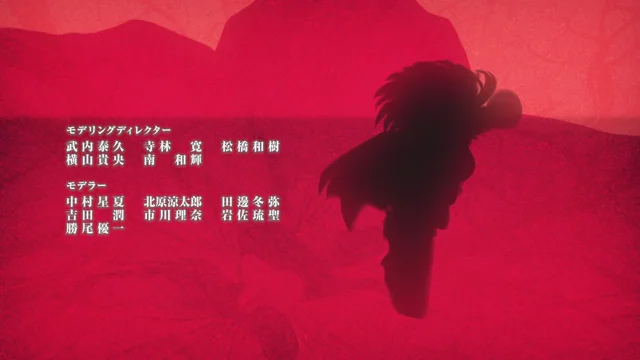 モデリングディレクター
武内泰久 寺林 寛 松橋和樹
横山貴央 南 和輝
モデラー
中村星夏 北原涼太郎 田邊冬弥
吉田 潤 市川理奈 岩佐琉聖
勝尾優一